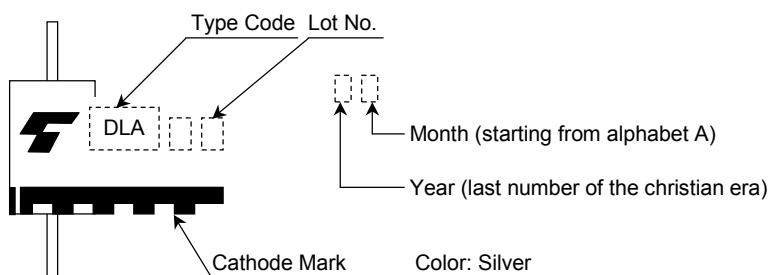 Type Code Lot No.
DLA
Month (starting from alphabet A)
Year (last number of the christian era)
Cathode Mark Color: Silver